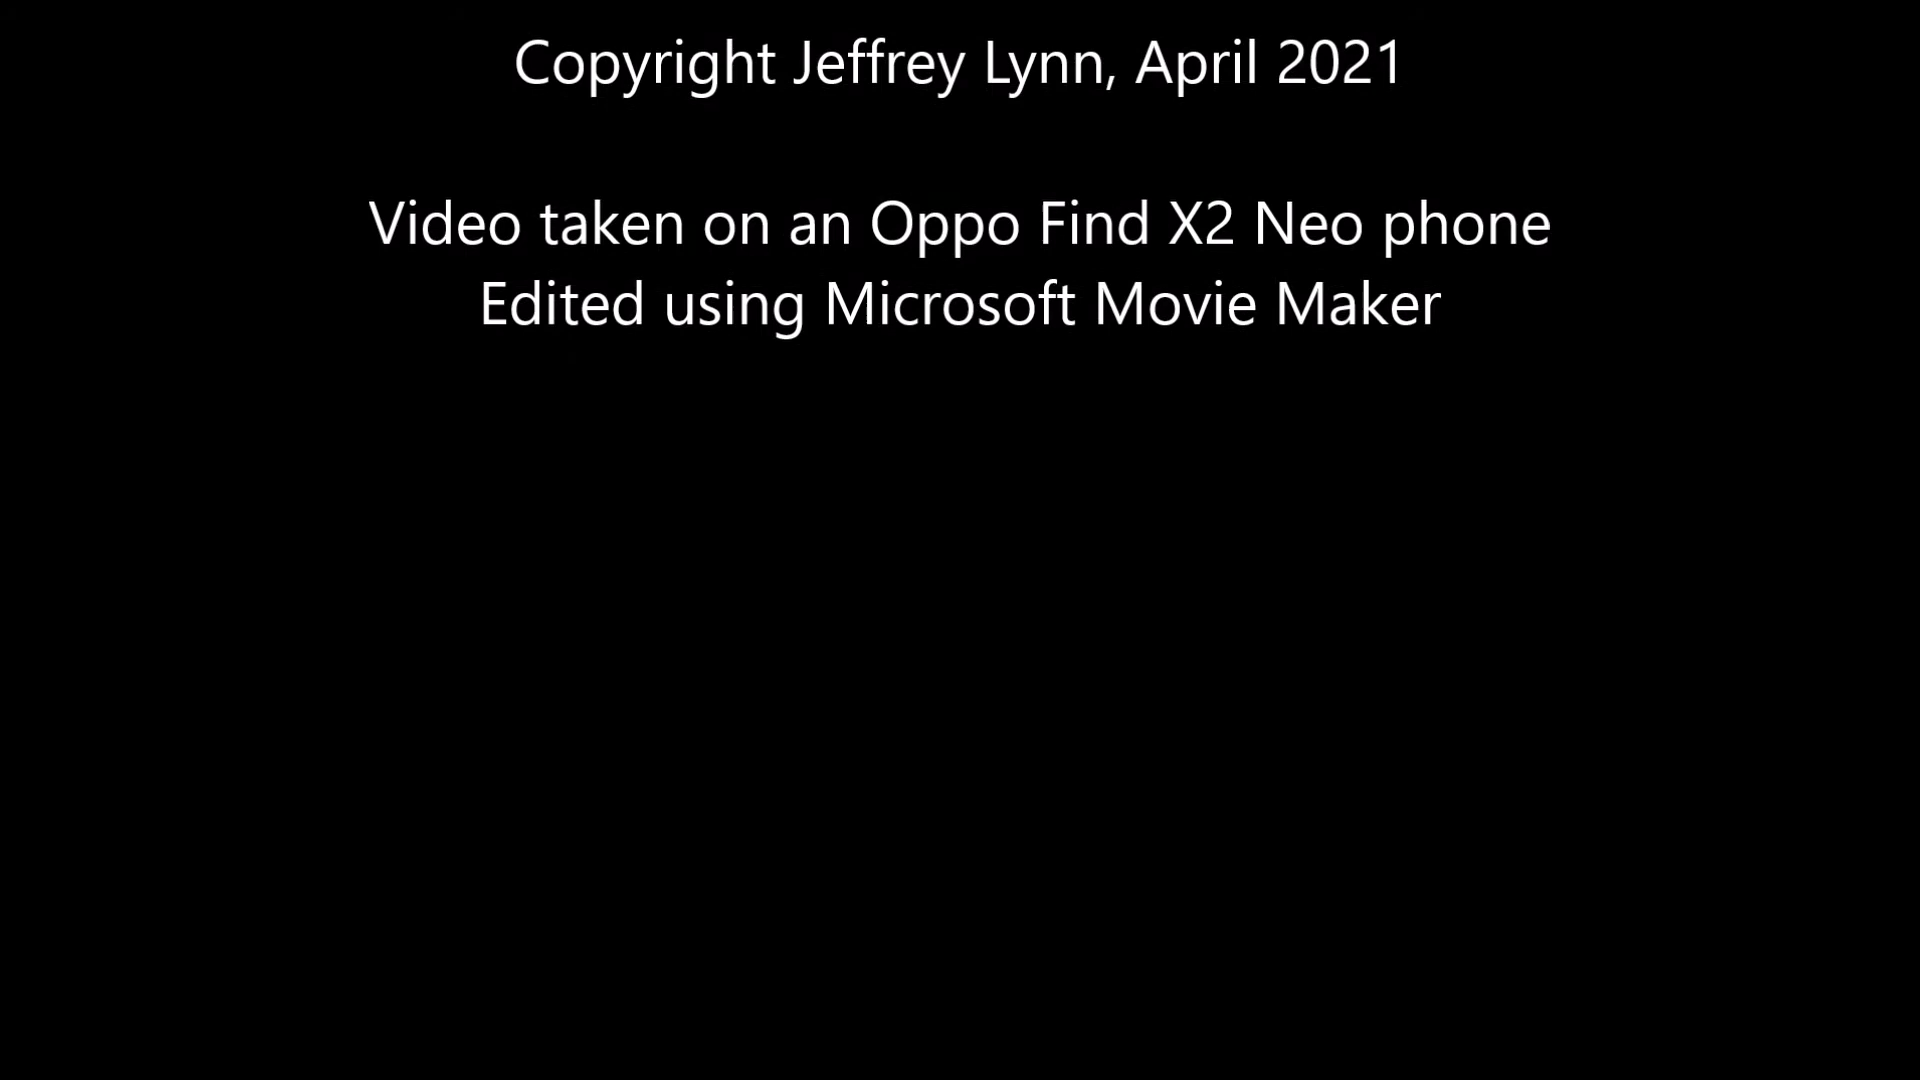 Copyright Jeffrey Lynn, April 2021
Video taken on an Oppo Find X2 Neo phone
Edited using Microsoft Movie Maker